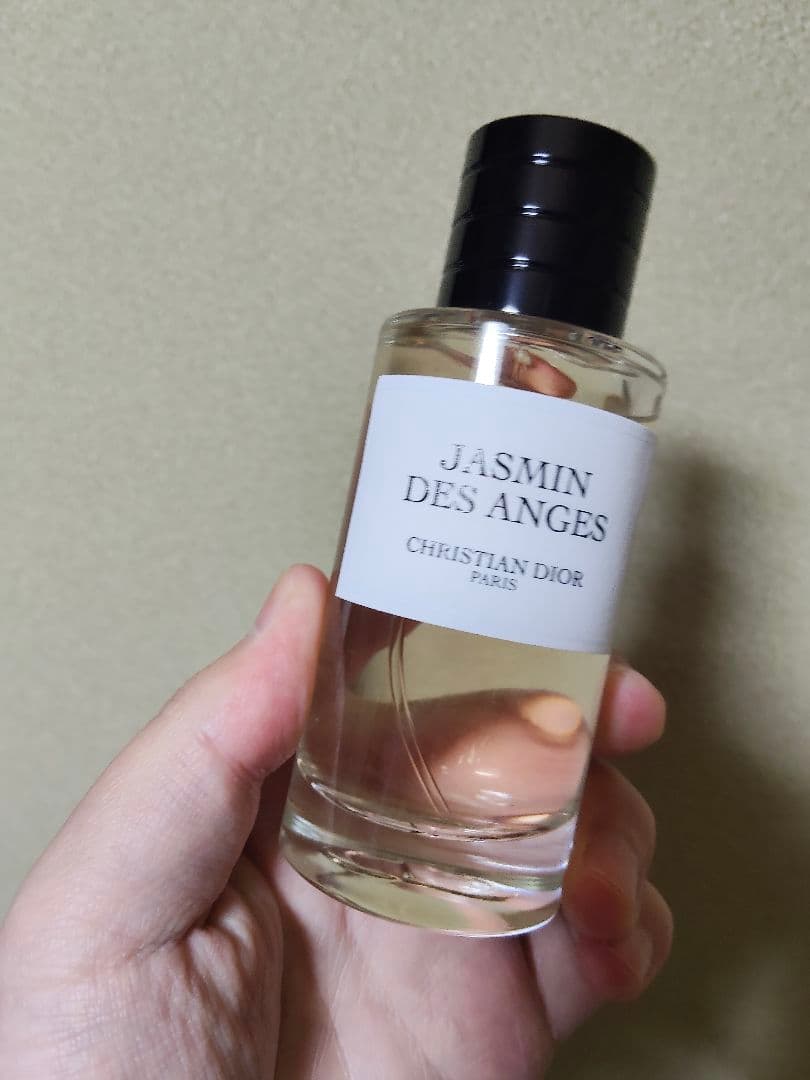 JASMIN
DES ANGES
CHRISTIAN DIOR
PARIS